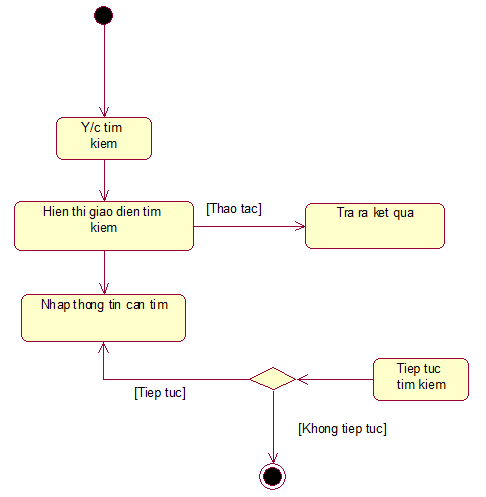 Y/c tim
kiem
Hien thi giao dien tim
kiem
[Thao tac]
Tra ra ket qua
Nhap thong tin can tim
Tiep tuc
tim kiem
[Tiep tuc]
[Khong tiep tuc]